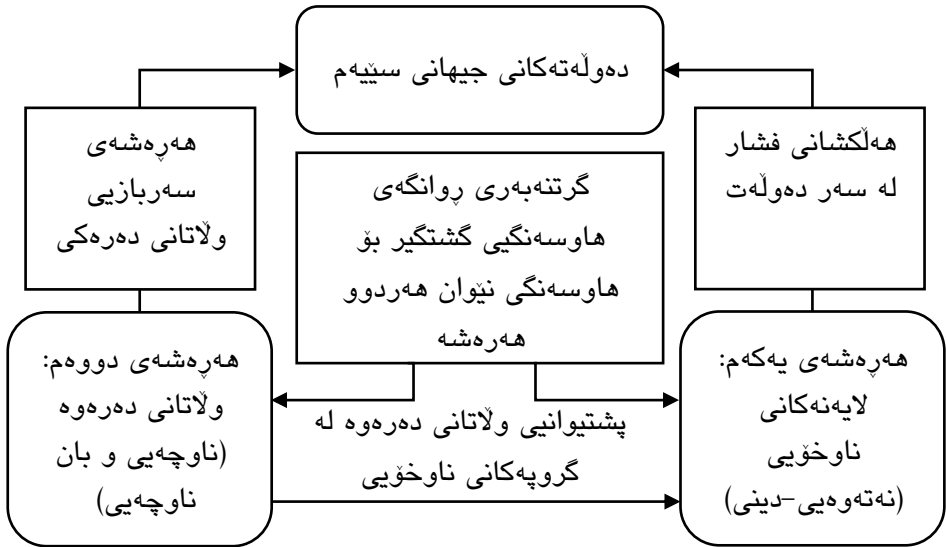 دەوڵەتەکانی جیهانی سێیەم
هەڵکشانی فشار
لە سەر دەوڵەت
گرتنەبەری ڕوانگەی
هاوسەنگیی گشتگیر بۆ
هاوسەنگی نێوان هەردوو
هەرەشە
هەڕەشەی
سەربازیی
وڵاتانی دەرەکی
هەڕەشەی یەکەم:
لایەنەکانی
ناوخۆیی
(نەتەوەیی-دینی)
پشتیوانیی وڵاتانی دەرەوە لە
گروپەکانی ناوخۆیی
هەڕەشەی دووەم:
وڵاتانی دەرەوە
(ناوچەیی و بان
ناوچەیی)